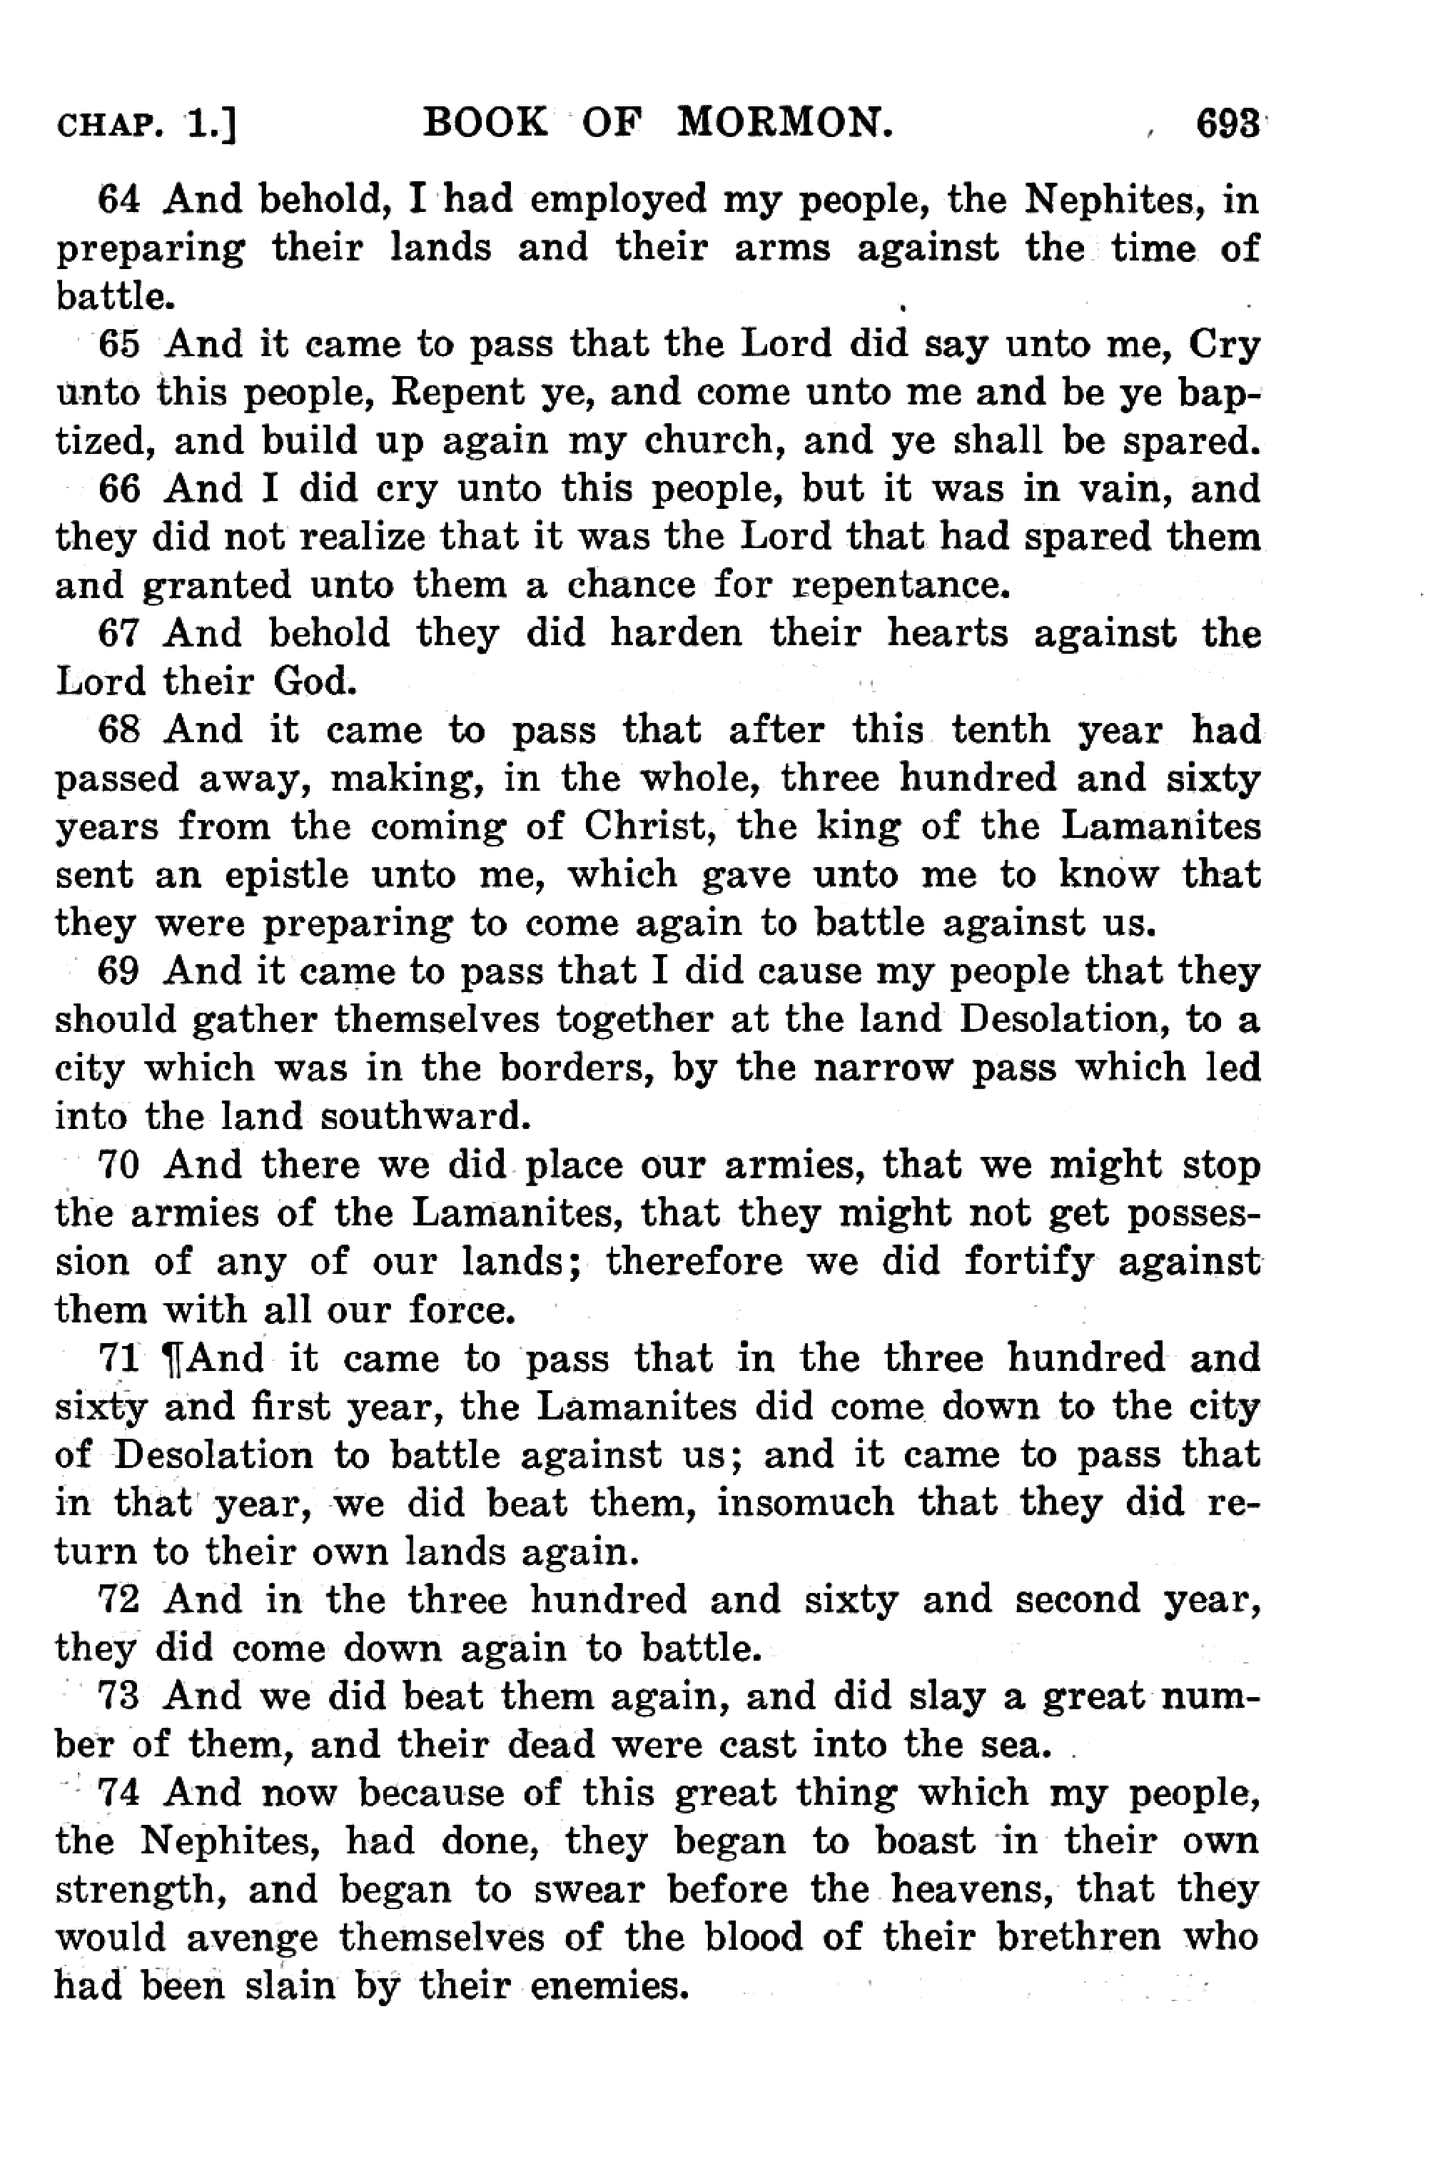 CHAP. 1.] BOOK OF MORMON. 693
64 And behold, I had employed my people, the Nephites, in
preparing their lands and their arms against the time of
battle.
65 And it came to pass that the Lord did say unto me, Cry
unto this people, Repent ye, and come unto me and be ye bap-
tized, and build up again my church, and ye shall be spared.
66 And I did cry unto this people, but it was in vain, and
they did not realize that it was the Lord that had spared them
and granted unto them a chance for repentance.
67 And behold they did harden their hearts against the
Lord their God.
68 And it came to pass that after this tenth year had
passed away, making, in the whole, three hundred and sixty
years from the coming of Christ, the king of the Lamanites
sent an epistle unto me, which gave unto me to know that
they were preparing to come again to battle against us.
69 And it came to pass that I did cause my people that they
should gather themselves together at the land Desolation, to a
city which was in the borders, by the narrow pass which led
into the land southward.
70 And there we did place our armies, that we might stop
the armies of the Lamanites, that they might not get posses-
sion of any of our lands; therefore we did fortify against
them with all our force.
71 ¶And it came to pass that in the three hundred and
sixty and first year, the Lamanites did come down to the city
of Desolation to battle against us; and it came to pass that
in that year, we did beat them, insomuch that they did re-
turn to their own lands again.
72 And in the three hundred and sixty and second year,
they did come down again to battle.
73 And we did beat them again, and did slay a great num-
ber of them, and their dead were cast into the sea.
74 And now because of this great thing which my people,
the Nephites, had done, they began to boast in their own
strength, and began to swear before the heavens, that they
would avenge themselves of the blood of their brethren who
had been slain by their enemies.